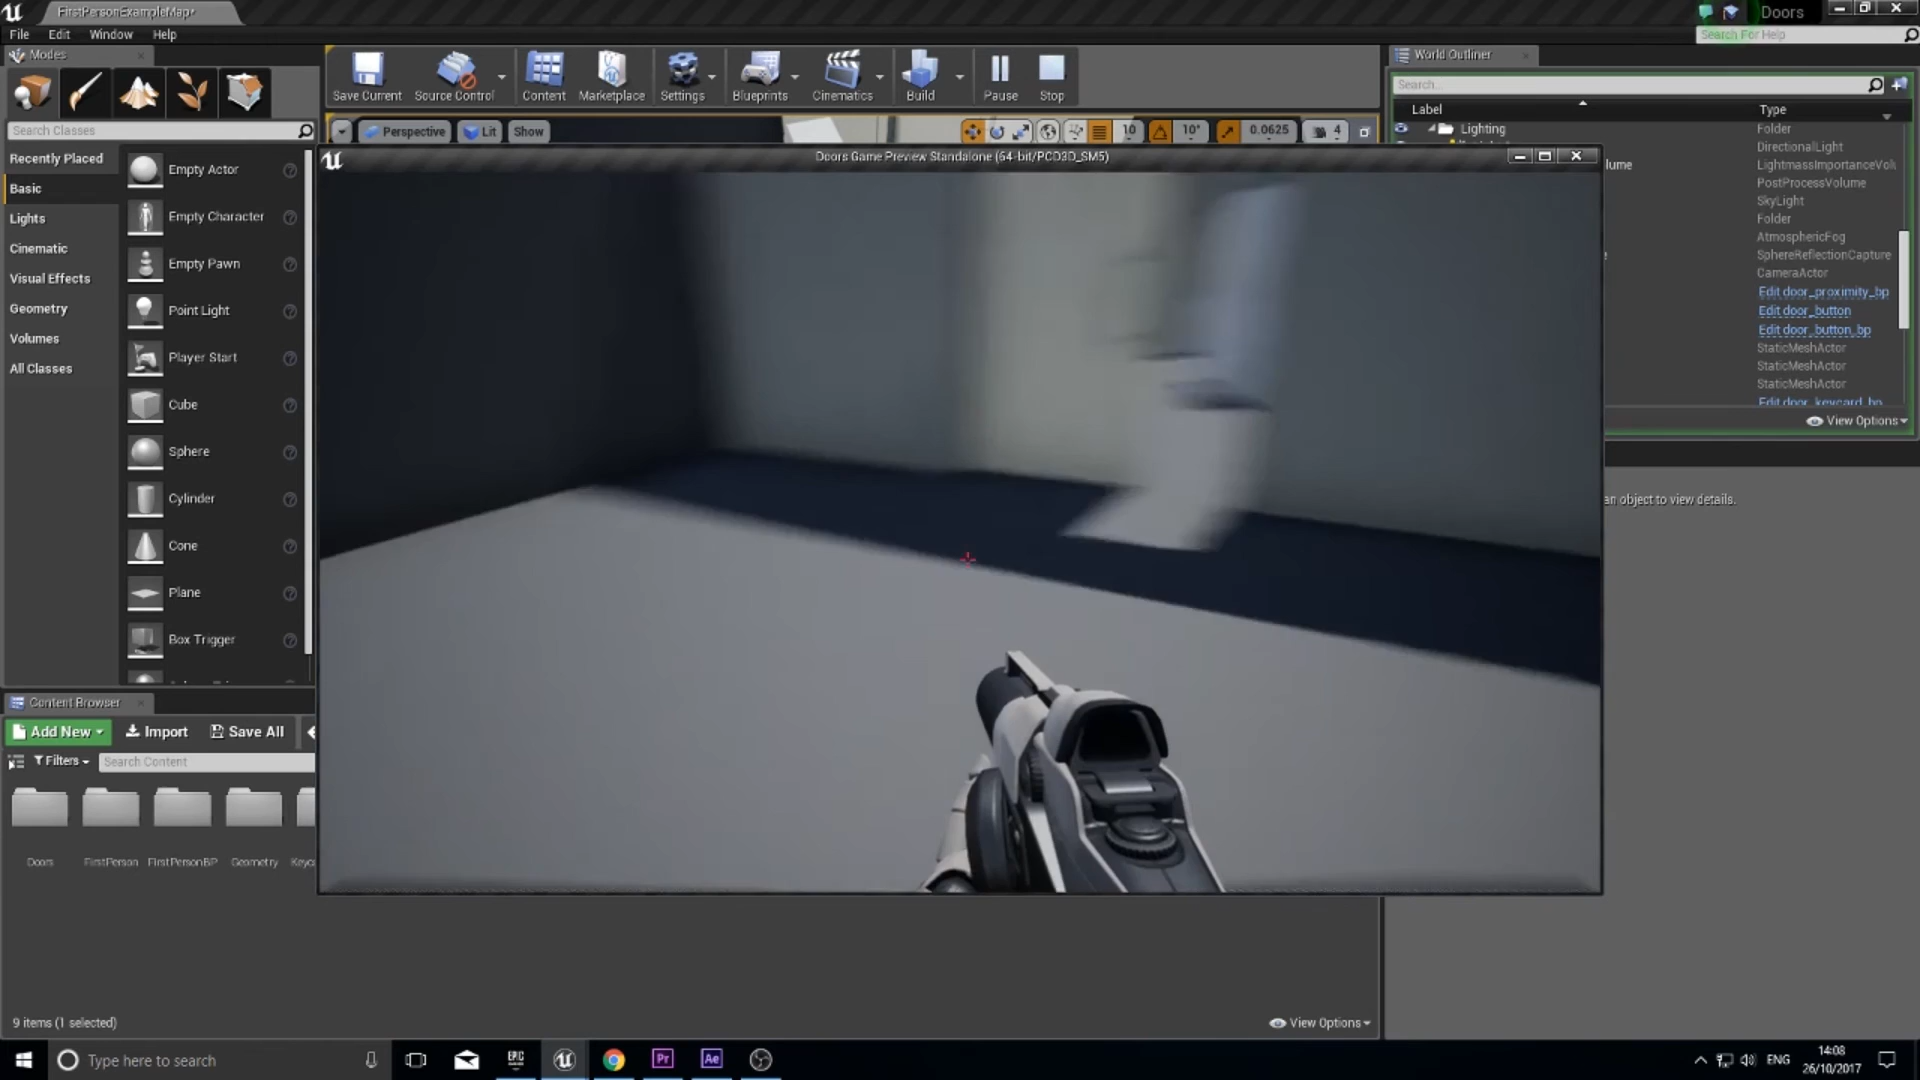 FirstPersonExampleMap*
Doors
File Edit Window Help
Search For Help
Modes
Save Current
Source Control
Content
Marketplace
Settings
Blueprints
Cinematics
Build
Pause
Stop
World Outliner
Search...
Label
Type
Search Classes
Perspective
Lit
Show
10
10°
0.0625
4
Recently Placed
Basic
Lights
Cinematic
Visual Effects
Geometry
Volumes
All Classes
Empty Actor
Empty Character
Empty Pawn
Point Light
Player Start
Cube
Sphere
Cylinder
Cone
Plane
Box Trigger
Doors Game Preview Standalone (64-bit/PCD3D_SM5)
Lighting
Folder
DirectionalLight
lume
LightmassImportanceVolu
PostProcessVolume
SkyLight
Folder
AtmosphericFog
SphereReflectionCapture
CameraActor
Edit door_proximity_bp
Edit door_button
Edit door_button_bp
StaticMeshActor
StaticMeshActor
StaticMeshActor
Edit door_keycard_bp
View Options
an object to view details.
Content Browser
Add New
Import
Save All
Filters
Search Content
Doors
FirstPerson
FirstPersonBP
Geometry
Keyc
9 items (1 selected)
View Options
Type here to search
EPIC
Pr
Ae
ENG
14:08
26/10/2017